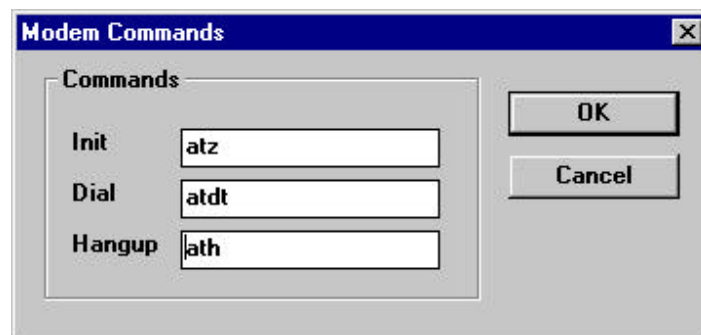 Modem Commands
Commands
Init atz
Dial atdt
Hangup ath
OK
Cancel